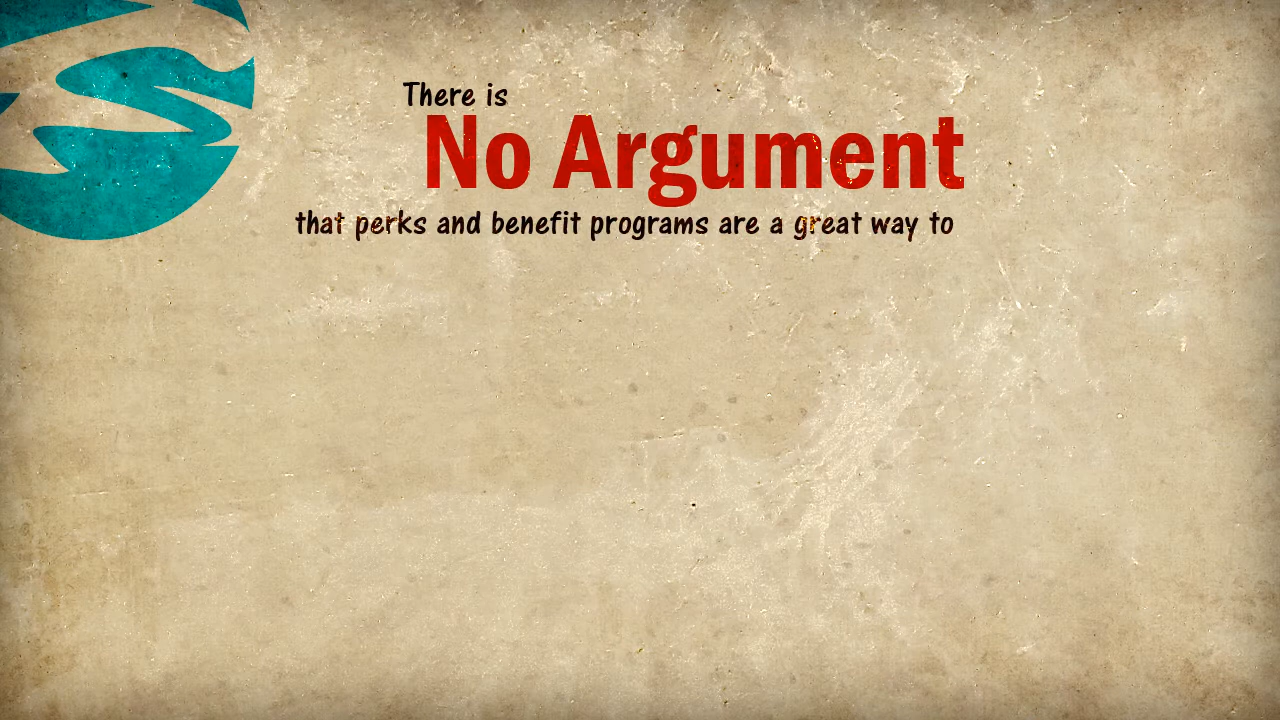 There is
No Argument
that perks and benefit programs are a great way to